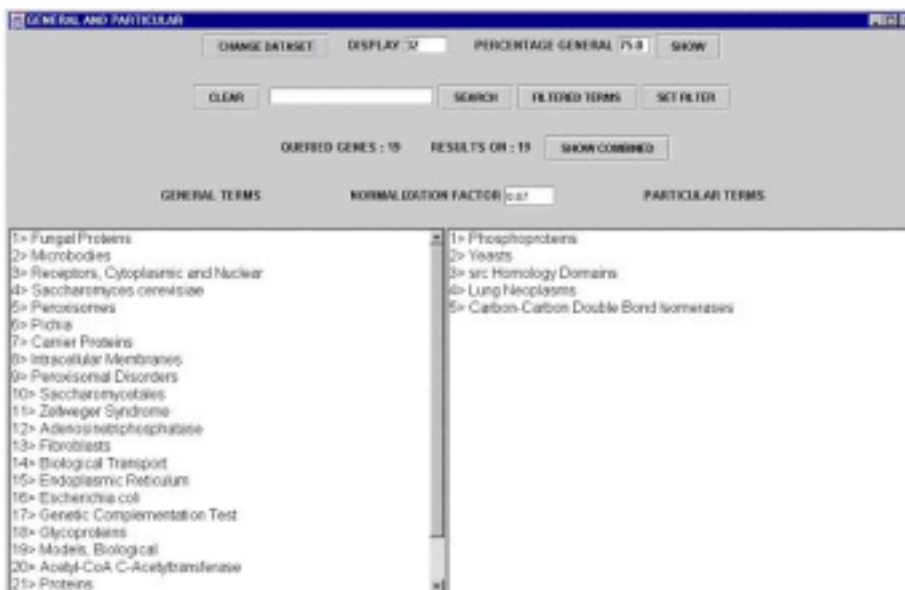 GENERAL AND PARTICULAR
CHANGE DATASET DISPLAY 32 PERCENTAGE GENERAL 75.0 SHOW
CLEAR SEARCH FILTERED TERMS SET FILTER
QUERIED GENES : 19 RESULTS ON : 19 SHOW COMBINED
GENERAL TERMS NORMALIZATION FACTOR 0.67 PARTICULAR TERMS
1> Fungal Proteins
2> Microbodies
3> Receptors, Cytoplasmic and Nuclear
4> Saccharomyces cerevisiae
5> Peroxisomes
6> Pichia
7> Carrier Proteins
8> Intracellular Membranes
9> Peroxisomal Disorders
10> Saccharomycetales
11> Zellweger Syndrome
12> Adenosinetriphosphatase
13> Fibroblasts
14> Biological Transport
15> Endoplasmic Reticulum
16> Escherichia coli
17> Genetic Complementation Test
18> Glycoproteins
19> Models, Biological
20> Acetyl-CoA C-Acetyltransferase
21> Proteins
1> Phosphoproteins
2> Yeasts
3> src Homology Domains
4> Lung Neoplasms
5> Carbon-Carbon Double Bond Isomerases